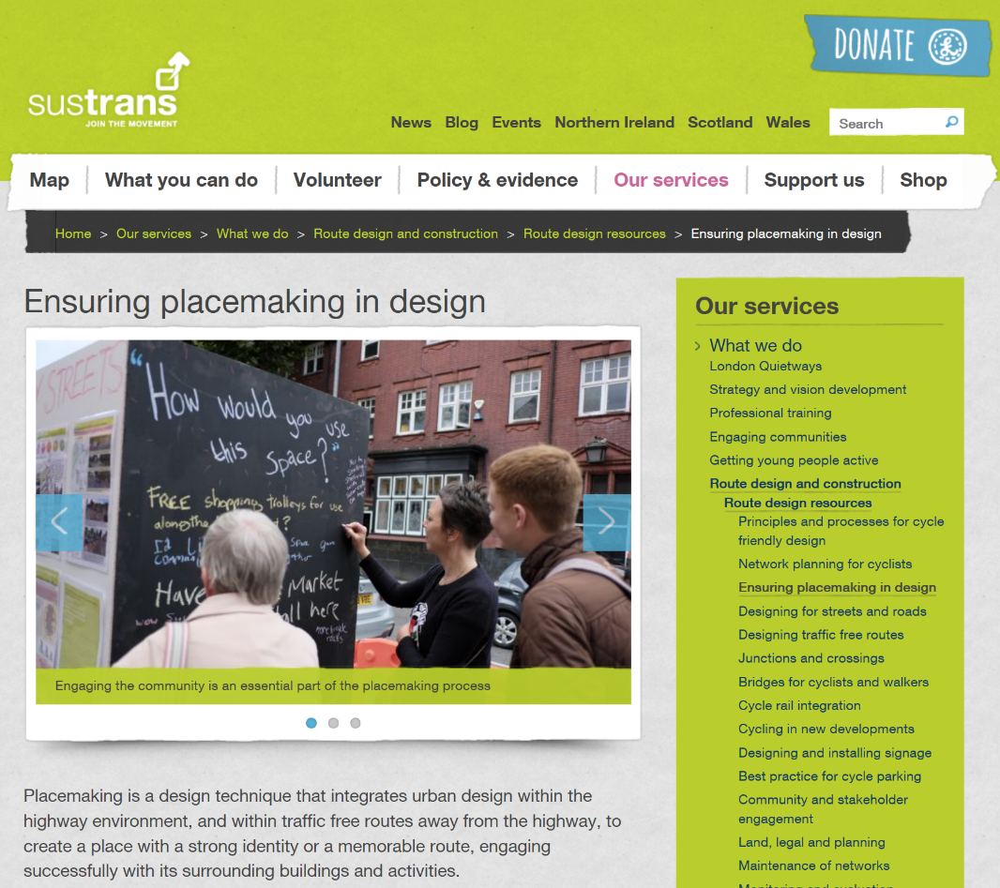 DONATE £
sustrans
JOIN THE MOVEMENT
News Blog Events Northern Ireland Scotland Wales Search
Map What you can do Volunteer Policy & evidence Our services Support us Shop
Home > Our services > What we do > Route design and construction > Route design resources > Ensuring placemaking in design
Ensuring placemaking in design
STREETS
"How would you use
this space?"
FREE shopping trolleys for use
along the
Have
Market
here
Engaging the community is an essential part of the placemaking process
Placemaking is a design technique that integrates urban design within the
highway environment, and within traffic free routes away from the highway, to
create a place with a strong identity or a memorable route, engaging
successfully with its surrounding buildings and activities.
Our services
What we do
London Quietways
Strategy and vision development
Professional training
Engaging communities
Getting young people active
Route design and construction
Route design resources
Principles and processes for cycle
friendly design
Network planning for cyclists
Ensuring placemaking in design
Designing for streets and roads
Designing traffic free routes
Junctions and crossings
Bridges for cyclists and walkers
Cycle rail integration
Cycling in new developments
Designing and installing signage
Best practice for cycle parking
Community and stakeholder
engagement
Land, legal and planning
Maintenance of networks
Monitoring and evaluation